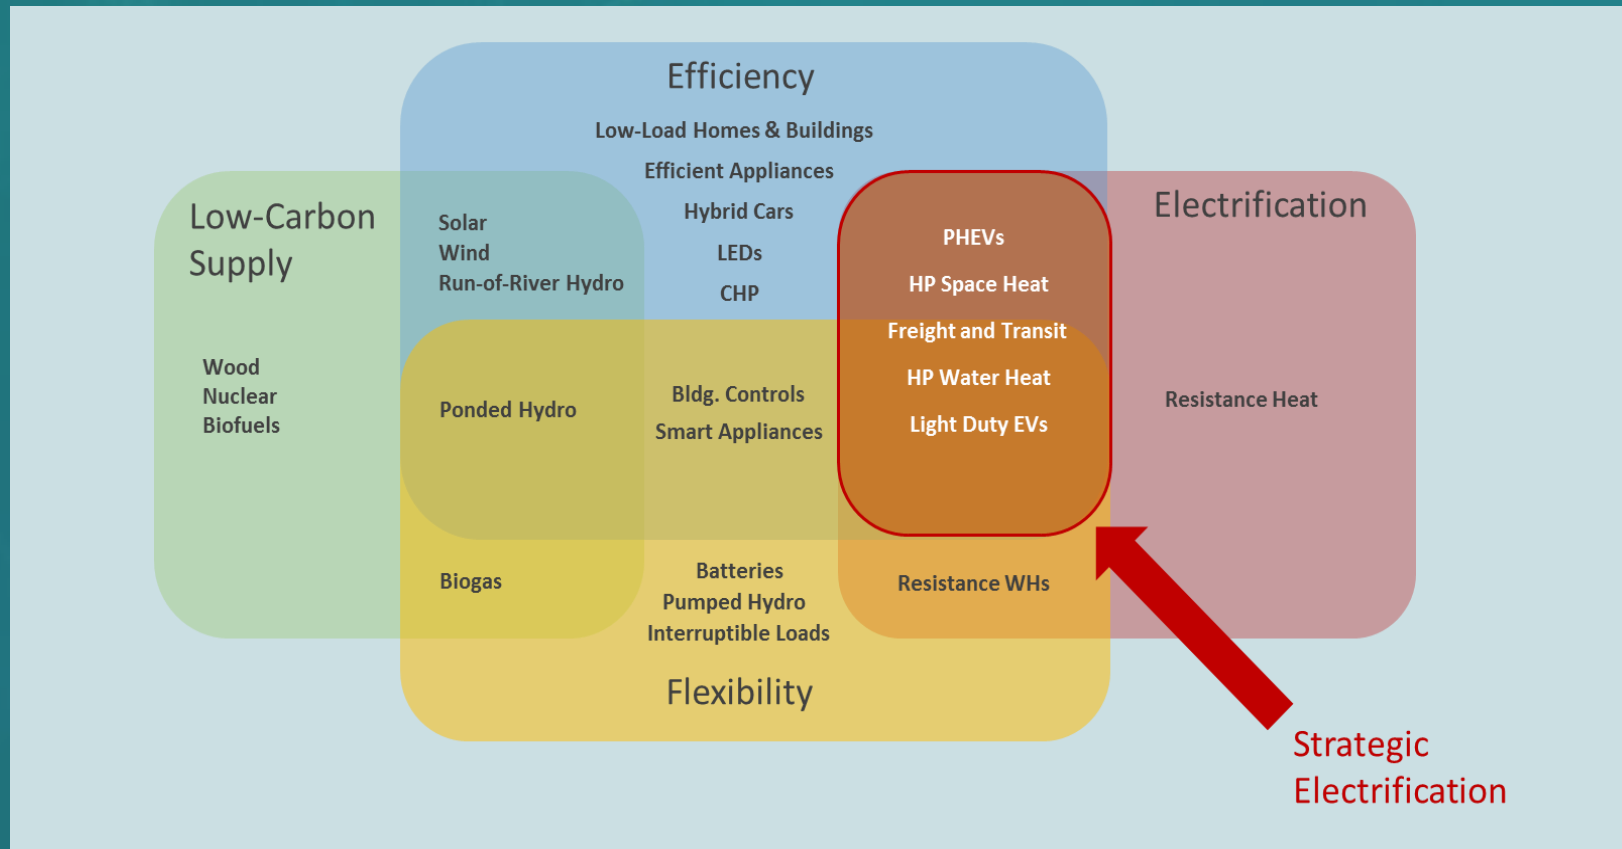 Efficiency
Low-Load Homes & Buildings
Efficient Appliances
Hybrid Cars
LEDs
CHP
Low-Carbon
Supply
Solar
Wind
Run-of-River Hydro
Wood
Nuclear
Biofuels
Ponded Hydro
Bldg. Controls
Smart Appliances
PHEVs
HP Space Heat
Freight and Transit
HP Water Heat
Light Duty EVs
Electrification
Resistance Heat
Biogas
Batteries
Pumped Hydro
Interruptible Loads
Resistance WHs
Flexibility
Strategic
Electrification